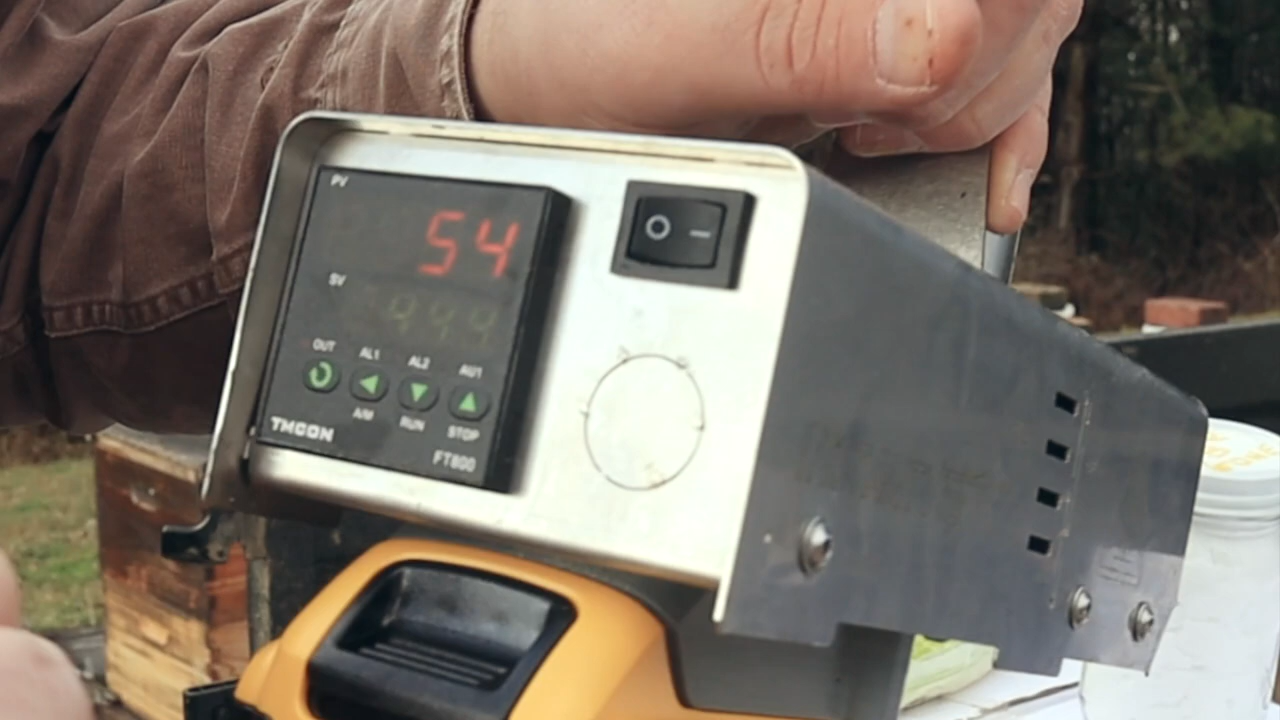 PV
54
SV
444
OUT AL1 AL2 AU1
A/M RUN STOP
TMCON
FT800